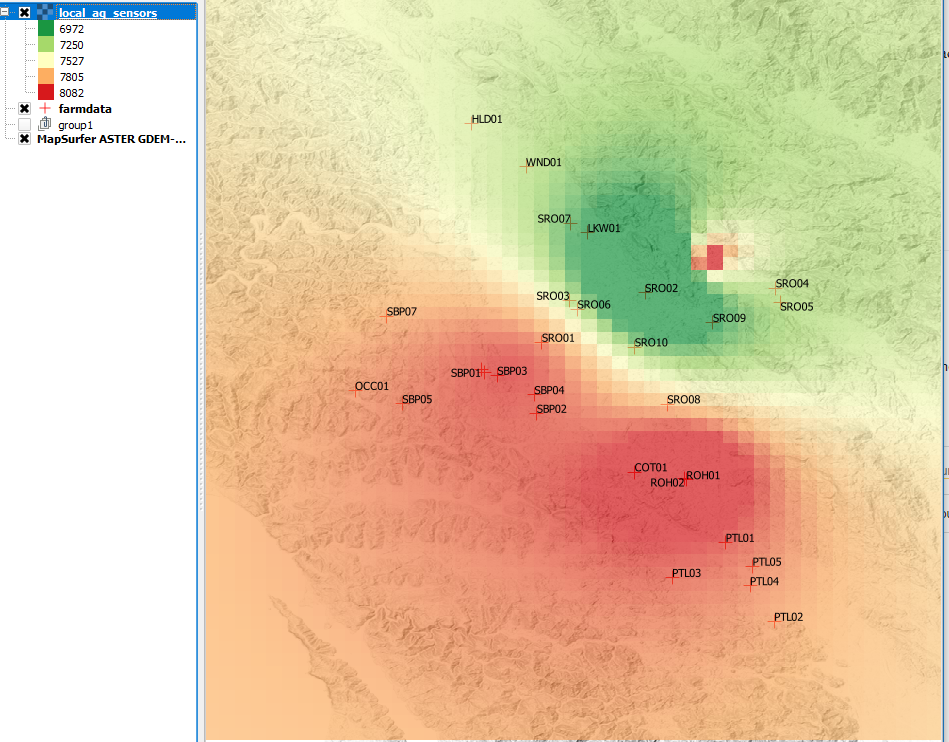 local_ag_sensors
6972
7250
7527
7805
8082
farmdata
group1
MapSurfer ASTER GDEM-...
HLD01
WND01
SRO07
LKW01
SRO04
SRO02
SRO03
SRO06
SRO05
SBP07
SRO09
SRO01
SRO10
SBP01
SBP03
OCC01
SBP04
SBP05
SRO08
SBP02
COT01
ROH01
ROH02
PTL01
PTL05
PTL03
PTL04
PTL02